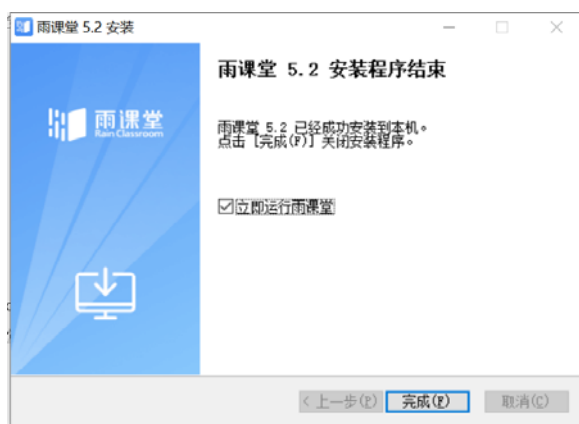 雨课堂 5.2 安装
雨课堂 5.2 安装程序结束
雨课堂
Rain Classroom
雨课堂 5.2 已经成功安装到本机。
点击 [完成(F)] 关闭安装程序。
立即运行雨课堂
< 上一步(P)
完成(F)
取消(C)